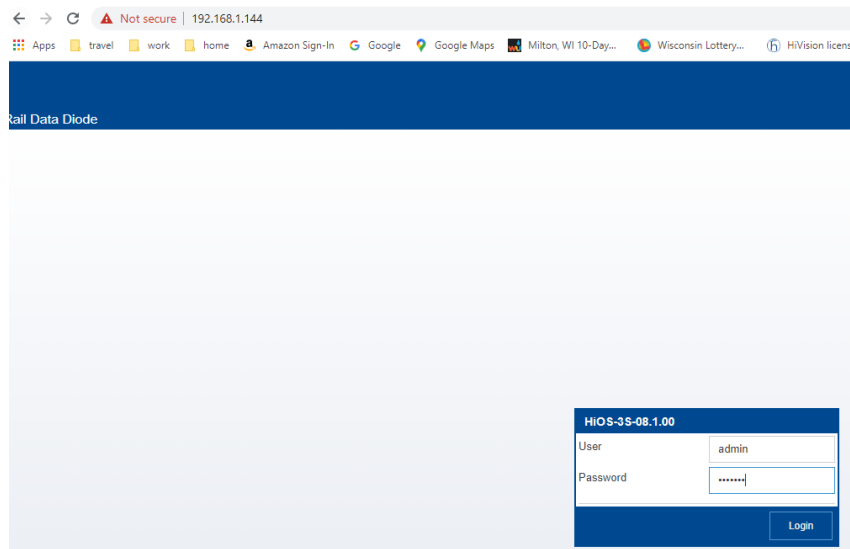 Not secure | 192.168.1.144
Apps travel work home Amazon Sign-In Google Google Maps Milton, WI 10-Day... Wisconsin Lottery... HiVision licens
Rail Data Diode
HiOS-3S-08.1.00
User admin
Password •••••••
Login